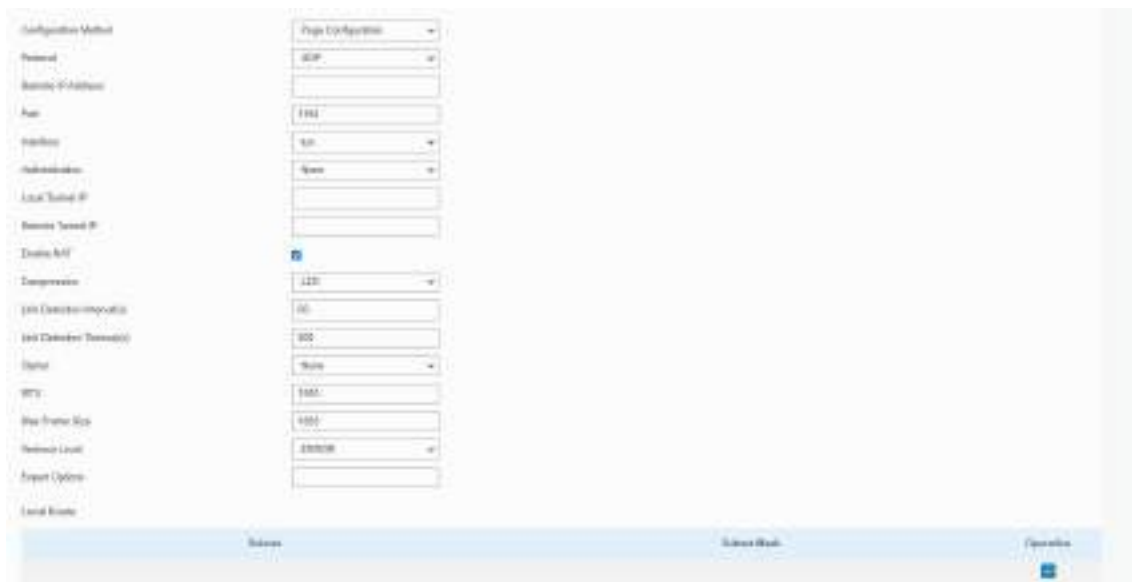 Configuration Method Page Configuration
Protocol UDP
Remote IP Address
Port 1194
Interface tun
Authentication None
Local Tunnel IP
Remote Tunnel IP
Enable NAT
Compression LZO
Link Detection Interval(s)
Link Detection Timeout(s)
Cipher None
MTU 1500
Max Frame Size 1500
Verbose Level ERROR
Expert Options
Local Route
Subnet Subnet Mask Operation